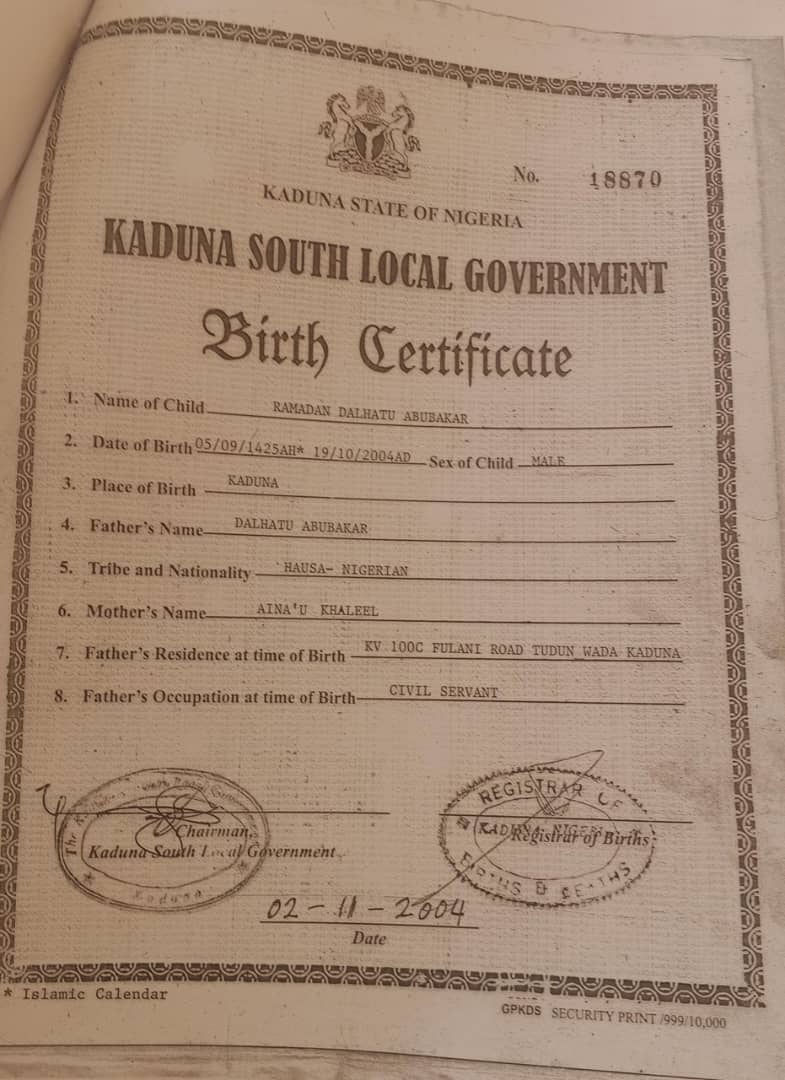 No. 18870
KADUNA STATE OF NIGERIA
KADUNA SOUTH LOCAL GOVERNMENT
Birth Certificate
1. Name of Child RAMADAN DALHATU ABUBAKAR
2. Date of Birth 05/09/1425AH* 19/10/2004AD Sex of Child MALE
3. Place of Birth KADUNA
4. Father's Name DALHATU ABUBAKAR
5. Tribe and Nationality HAUSA- NIGERIAN
6. Mother's Name AINA'U KHALEEL
7. Father's Residence at time of Birth KV 100C FULANI ROAD TUDUN WADA KADUNA
8. Father's Occupation at time of Birth CIVIL SERVANT
REGISTRAR OF
KADUNA
BIRTHS & DEATHS
Chairman,
Kaduna South Local Government.
Registrar of Births
Kaduna
02-11-2004
Date
* Islamic Calendar
GPKDS SECURITY PRINT /999/10,000